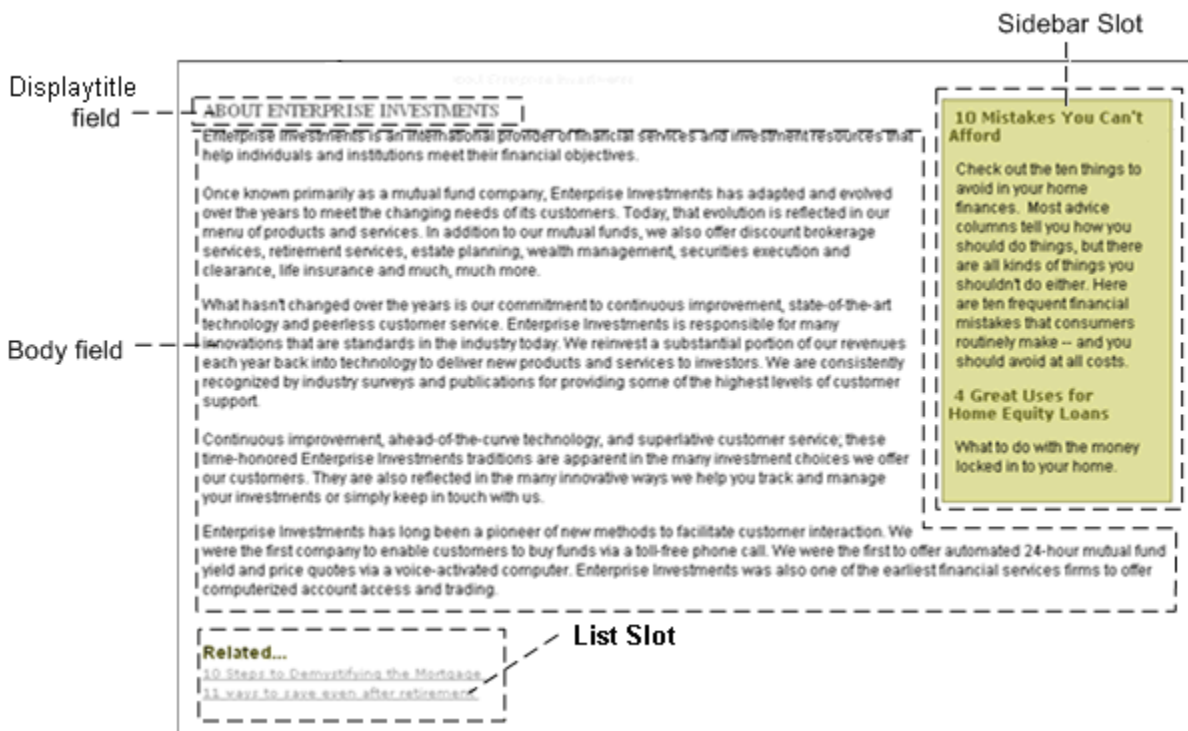 Sidebar Slot
Displaytitle
field
ABOUT ENTERPRISE INVESTMENTS
Enterprise Investments is an international provider of financial services and investment resources that
help individuals and institutions meet their financial objectives.
Once known primarily as a mutual fund company, Enterprise Investments has adapted and evolved
over the years to meet the changing needs of its customers. Today, that evolution is reflected in our
menu of products and services. In addition to our mutual funds, we also offer discount brokerage
services, retirement services, estate planning, wealth management, securities execution and
clearance, life insurance and much, much more.
What hasn't changed over the years is our commitment to continuous improvement, state-of-the-art
technology and peerless customer service. Enterprise Investments is responsible for many
Body field
innovations that are standards in the industry today. We reinvest a substantial portion of our revenues
each year back into technology to deliver new products and services to investors. We are consistently
recognized by industry surveys and publications for providing some of the highest levels of customer
support.
Continuous improvement, ahead-of-the-curve technology, and superlative customer service; these
time-honored Enterprise Investments traditions are apparent in the many investment choices we offer
our customers. They are also reflected in the many innovative ways we help you track and manage
your investments or simply keep in touch with us.
Enterprise Investments has long been a pioneer of new methods to facilitate customer interaction. We
were the first company to enable customers to buy funds via a toll-free phone call. We were the first to offer automated 24-hour mutual fund
yield and price quotes via a voice-activated computer. Enterprise Investments was also one of the earliest financial services firms to offer
computerized account access and trading.
10 Mistakes You Can't
Afford
Check out the ten things to
avoid in your home
finances. Most advice
columns tell you how you
should do things, but there
are all kinds of things you
shouldn't do either. Here
are ten frequent financial
mistakes that consumers
routinely make -- and you
should avoid at all costs.
4 Great Uses for
Home Equity Loans
What to do with the money
locked in to your home.
List Slot
Related...
10 Steps to Demystifying the Mortgage
11 ways to save even after retirement